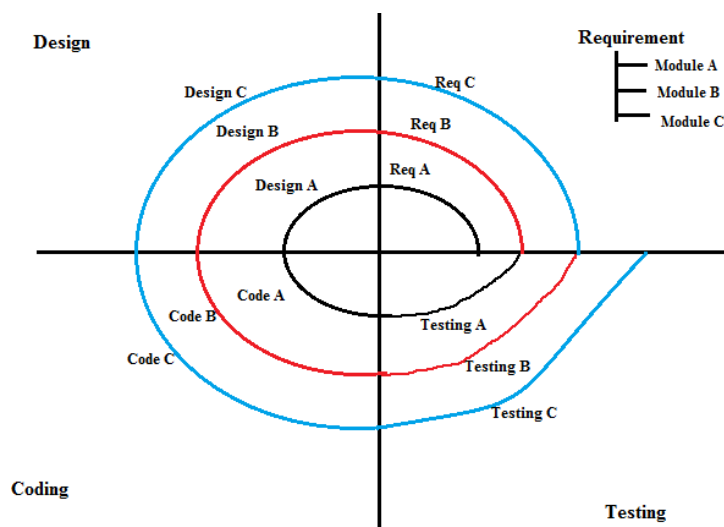 Design
Requirement
Module A
Module B
Module C
Design C
Req C
Design B
Req B
Design A
Req A
Code A
Code B
Code C
Testing A
Testing B
Testing C
Coding
Testing